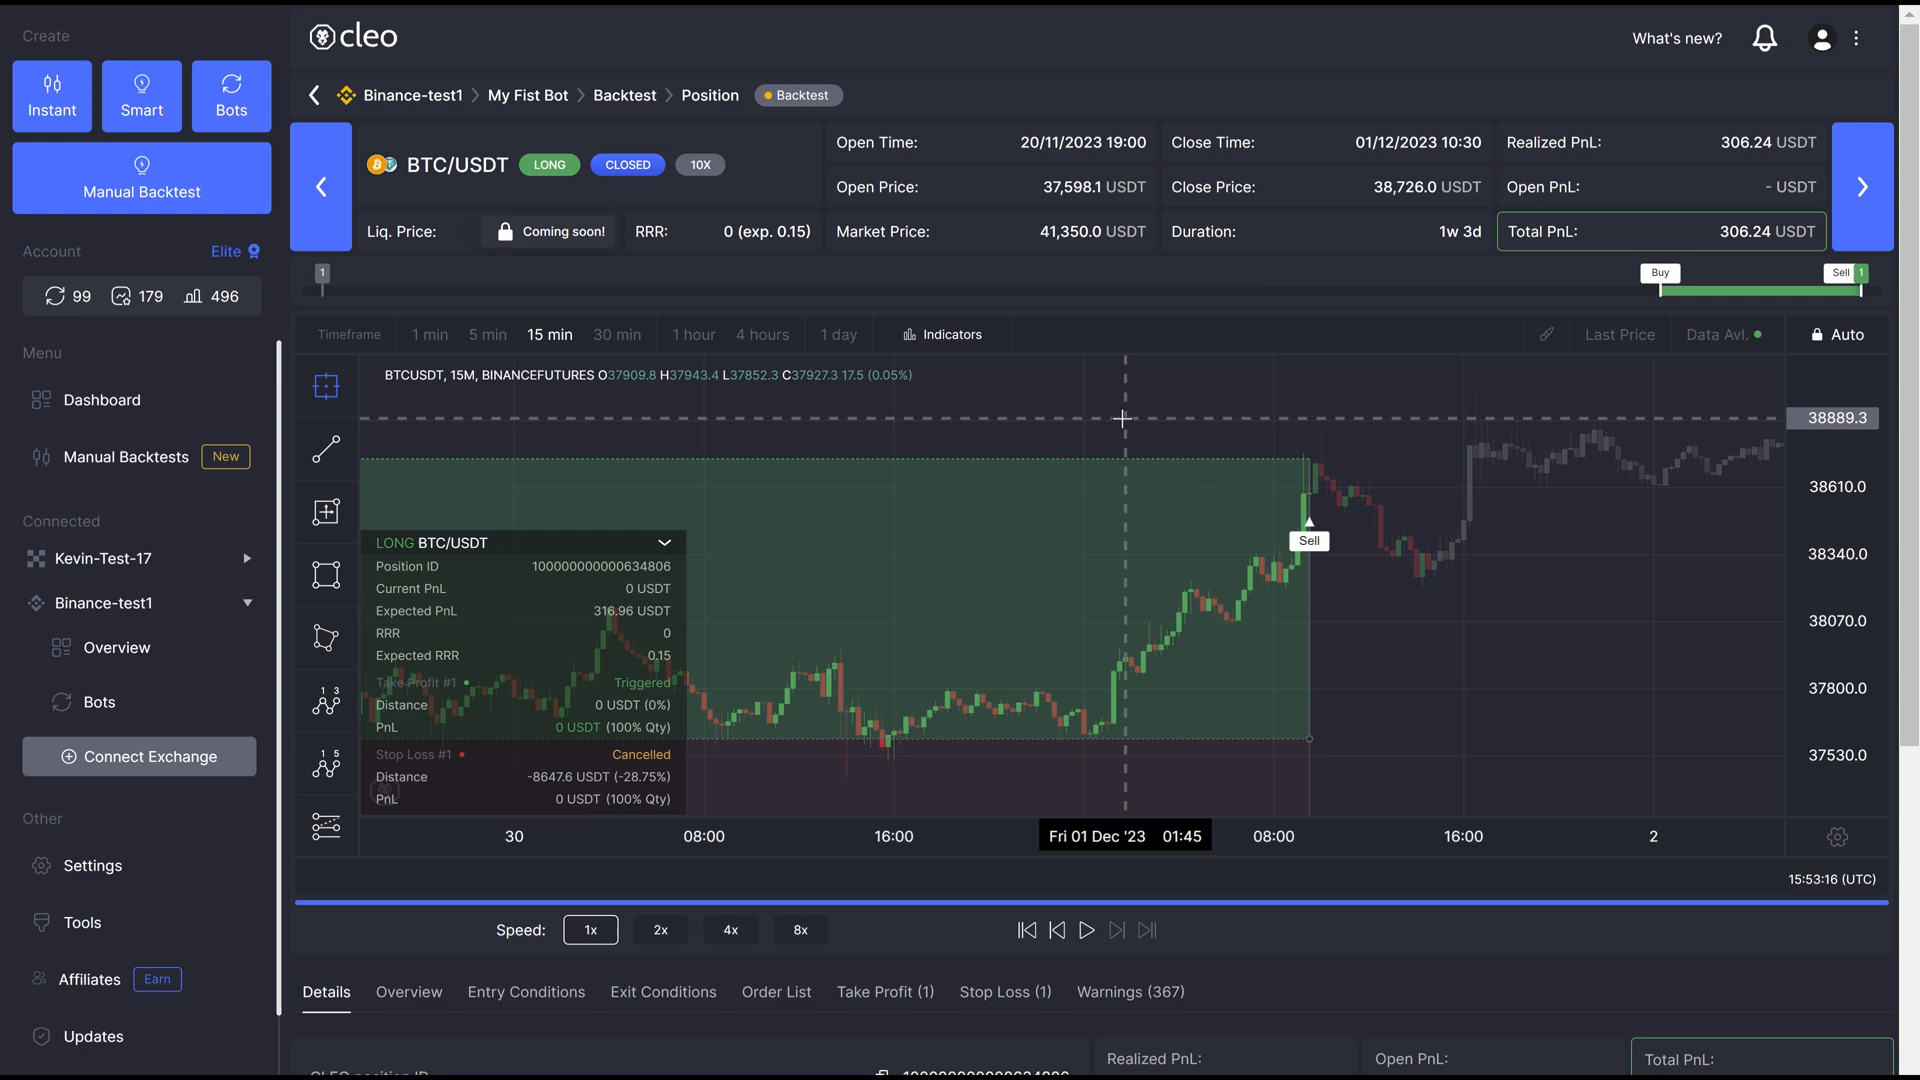 Create
Instant
Smart
Bots
Manual Backtest
Account
Elite
99
179
496
Menu
Dashboard
Manual Backtests
New
Connected
Kevin-Test-17
Binance-test1
Overview
Bots
Connect Exchange
Other
Settings
Tools
Affiliates
Earn
Updates
cleo
What's new?
Binance-test1
My Fist Bot
Backtest
Position
Backtest
BTC/USDT
LONG
CLOSED
10X
Liq. Price:
Coming soon!
RRR:
0 (exp. 0.15)
Open Time:
20/11/2023 19:00
Open Price:
37,598.1 USDT
Market Price:
41,350.0 USDT
Close Time:
01/12/2023 10:30
Close Price:
38,726.0 USDT
Duration:
1w 3d
Realized PnL:
306.24 USDT
Open PnL:
- USDT
Total PnL:
306.24 USDT
1
Buy
Sell
1
Timeframe
1 min
5 min
15 min
30 min
1 hour
4 hours
1 day
Indicators
Last Price
Data Avl.
Auto
BTCUSDT, 15M, BINANCEFUTURES O37909.8 H37943.4 L37852.3 C37927.3 17.5 (0.05%)
1 3
1 5
LONG BTC/USDT
Position ID 100000000000634806
Current PnL 0 USDT
Expected PnL 316.96 USDT
RRR 0
Expected RRR 0.15
Take Profit #1 Triggered
Distance 0 USDT (0%)
PnL 0 USDT (100% Qty)
Stop Loss #1 Cancelled
Distance -8647.6 USDT (-28.75%)
PnL 0 USDT (100% Qty)
Sell
38889.3
38610.0
38340.0
38070.0
37800.0
37530.0
30
08:00
16:00
Fri 01 Dec '23 01:45
08:00
16:00
2
15:53:16 (UTC)
Speed:
1x
2x
4x
8x
Details
Overview
Entry Conditions
Exit Conditions
Order List
Take Profit (1)
Stop Loss (1)
Warnings (367)
CLEO position ID
100000000000634806
Realized PnL:
Open PnL:
Total PnL: